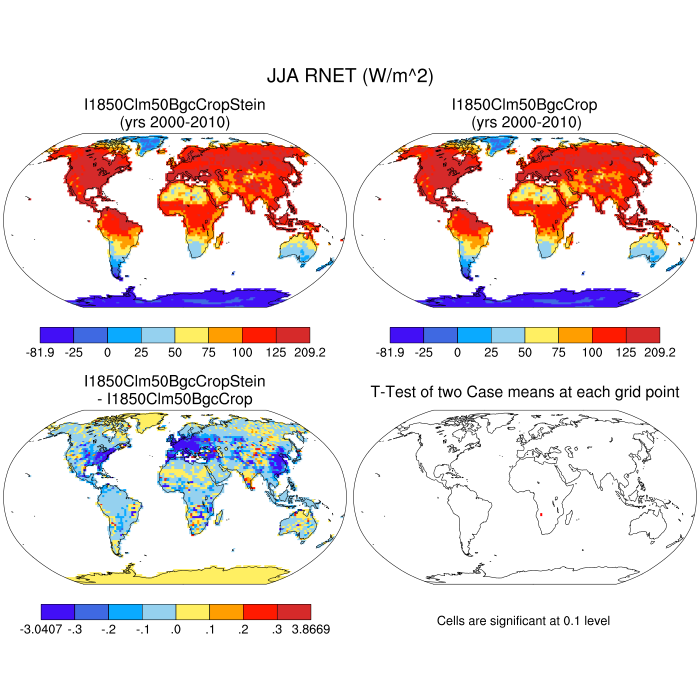 JJA RNET (W/m^2)
I1850Clm50BgcCropStein
(yrs 2000-2010)
I1850Clm50BgcCrop
(yrs 2000-2010)
-81.9 -25 0 25 50 75 100 125 209.2
-81.9 -25 0 25 50 75 100 125 209.2
I1850Clm50BgcCropStein
- I1850Clm50BgcCrop
T-Test of two Case means at each grid point
-3.0407 -.3 -.2 -.1 .0 .1 .2 .3 3.8669
Cells are significant at 0.1 level